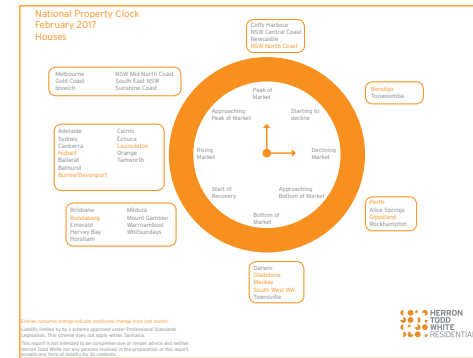 National Property Clock
February 2017
Houses
Coffs Harbour
NSW Central Coast
Newcastle
NSW North Coast
Melbourne
Gold Coast
Ipswich
NSW Mid North Coast
South East NSW
Sunshine Coast
Peak of
Market
Approaching
Peak of Market
Starting to
decline
Bendigo
Toowoomba
Adelaide
Sydney
Canberra
Hobart
Ballarat
Bathurst
Burnie/Devonport
Cairns
Echuca
Launceston
Orange
Tamworth
Rising
Market
Declining
Market
Start of
Recovery
Approaching
Bottom of Market
Bottom of
Market
Brisbane
Bundaberg
Emerald
Hervey Bay
Horsham
Mildura
Mount Gambier
Warrnambool
Whitsundays
Perth
Alice Springs
Gippsland
Rockhampton
Darwin
Gladstone
Mackay
South West WA
Townsville
Entries coloured orange indicate positional change from last month.
Liability limited by a scheme approved under Professional Standards
Legislation. This scheme does not apply within Tasmania.
This report is not intended to be comprehensive or render advice and neither
Herron Todd White nor any persons involved in the preparation of this report,
accepts any form of liability for its contents.
HERRON
TODD
WHITE
RESIDENTIAL